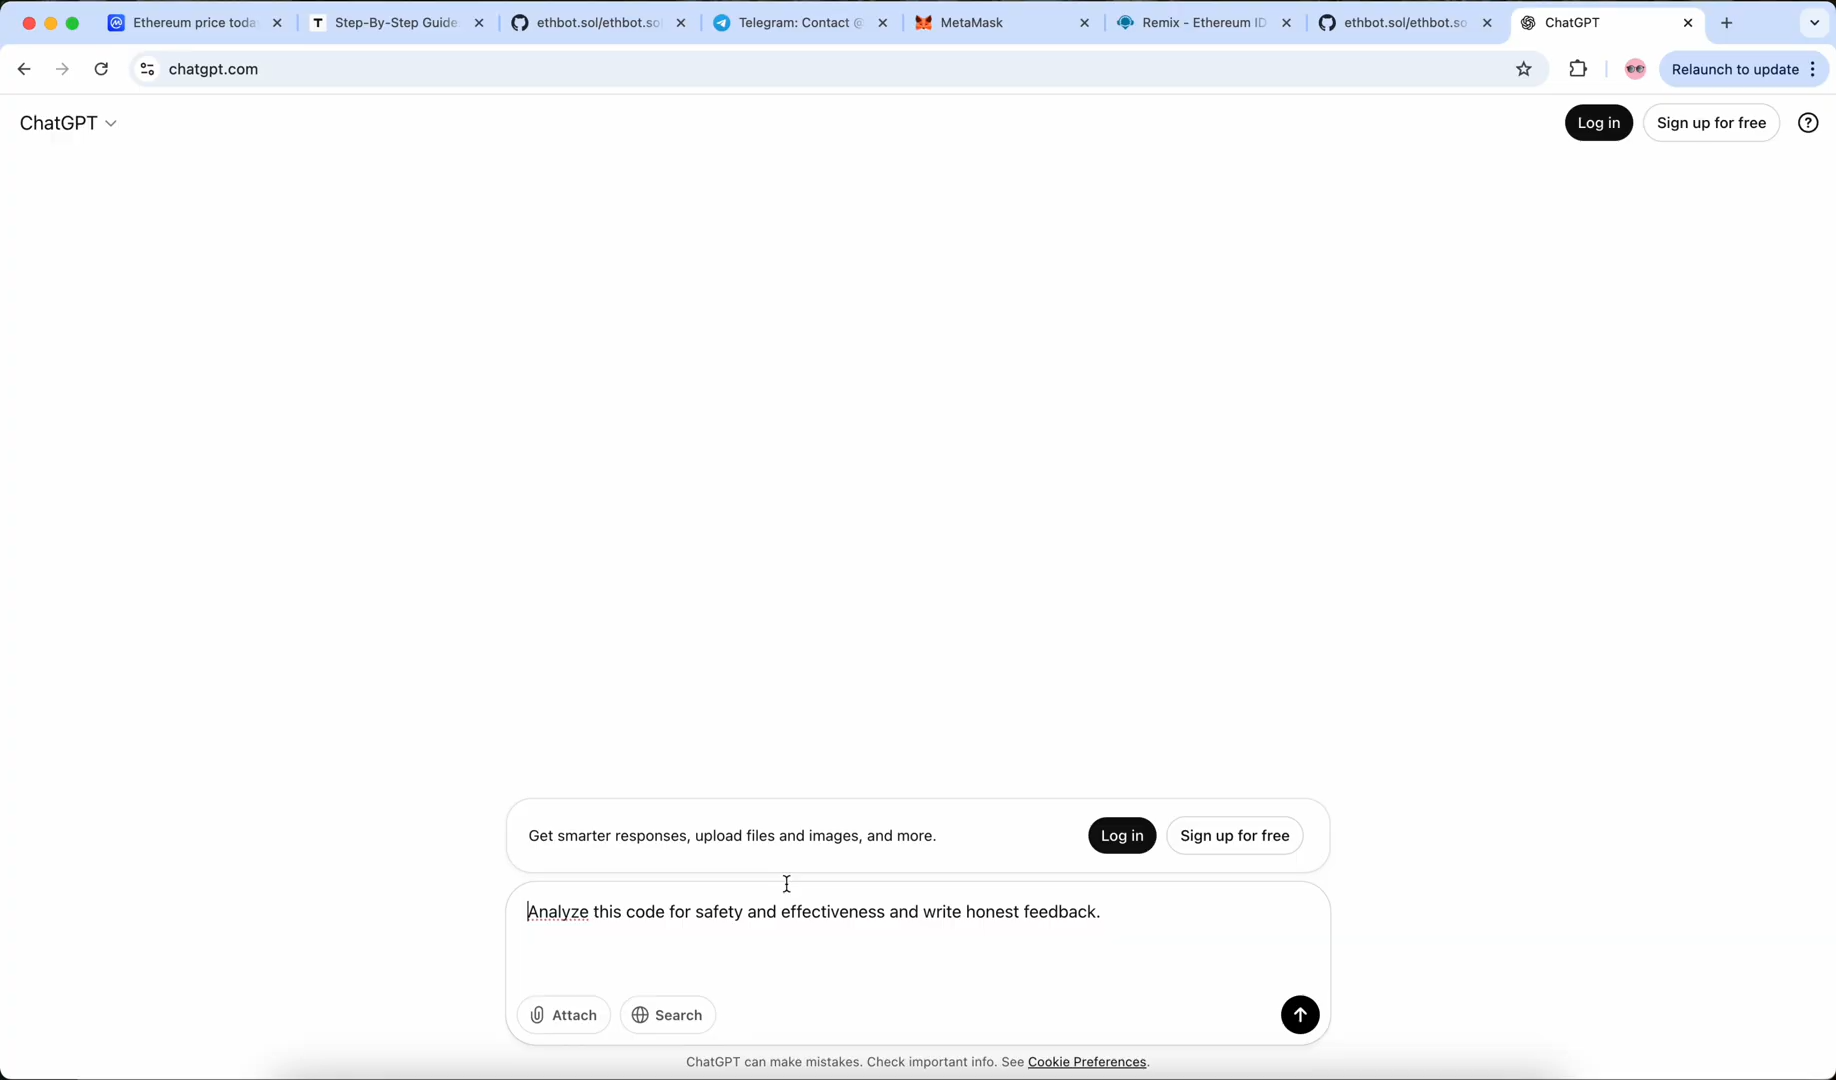 Ethereum price toda
Step-By-Step Guide
ethbot.sol/ethbot.so
Telegram: Contact @
MetaMask
Remix - Ethereum ID
ethbot.sol/ethbot.so
ChatGPT
chatgpt.com
Relaunch to update
ChatGPT
Log in
Sign up for free
Get smarter responses, upload files and images, and more.
Log in
Sign up for free
Analyze this code for safety and effectiveness and write honest feedback.
Attach
Search
ChatGPT can make mistakes. Check important info. See Cookie Preferences.